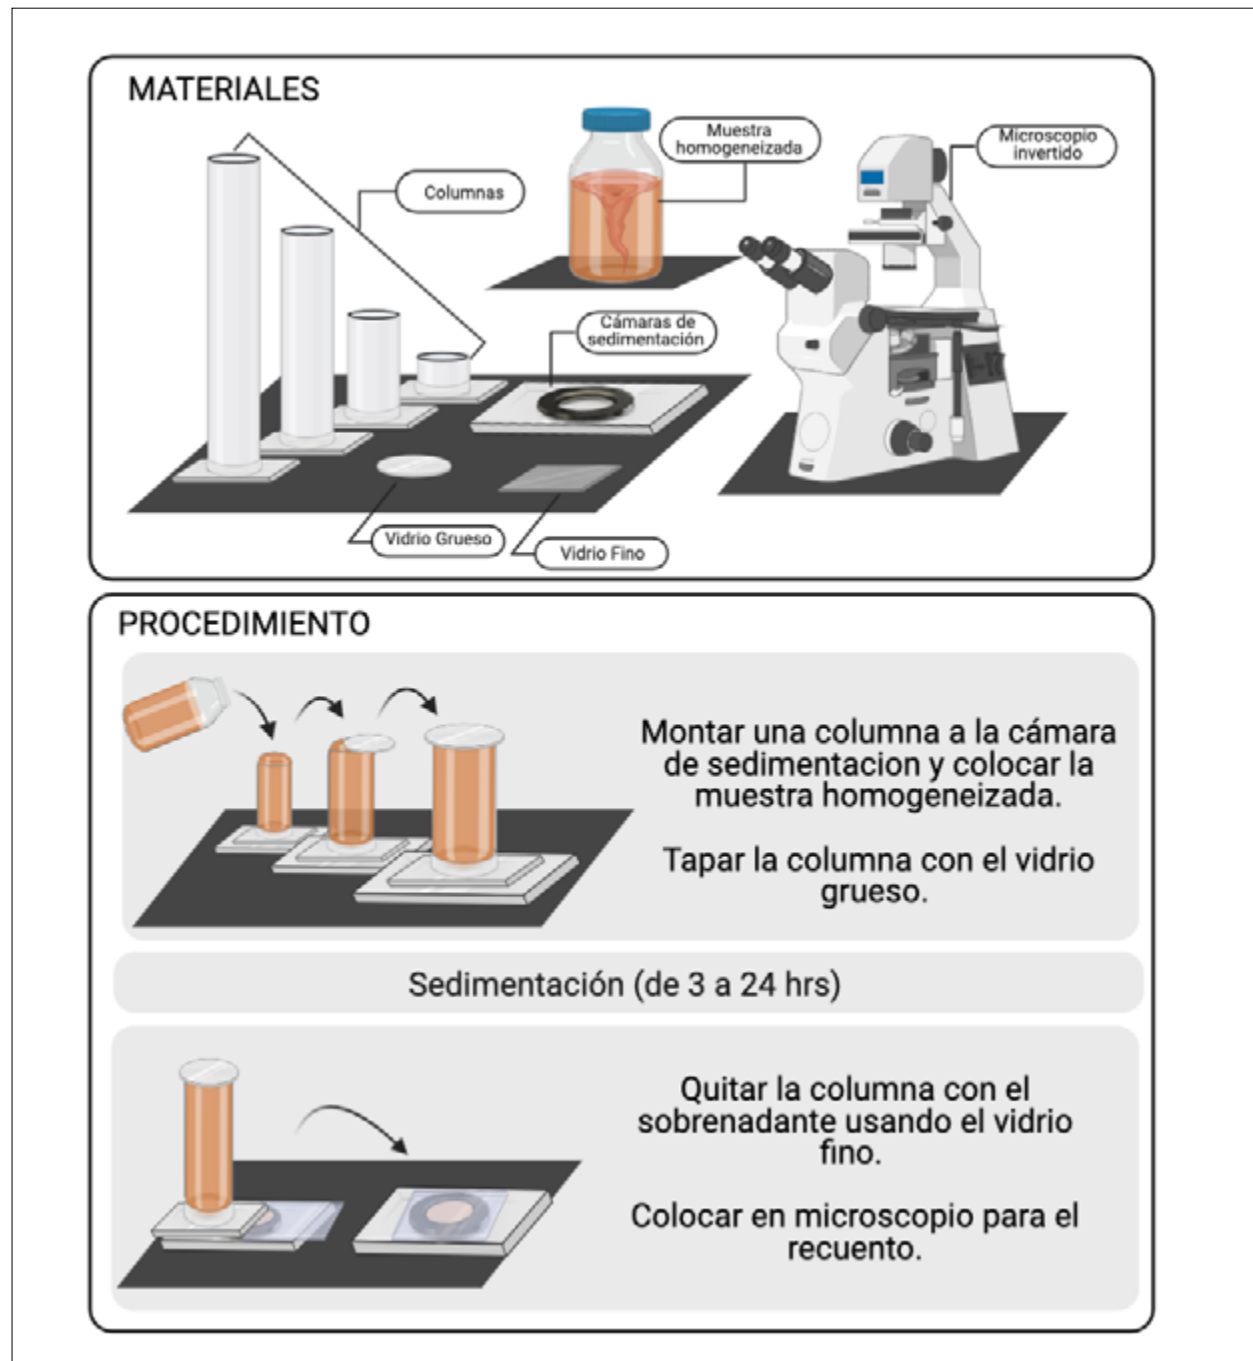 MATERIALES
Muestra
homogeneizada
Microscopio
invertido
Columnas
Cámaras de
sedimentación
Vidrio Grueso
Vidrio Fino
PROCEDIMIENTO
Montar una columna a la cámara
de sedimentacion y colocar la
muestra homogeneizada.
Tapar la columna con el vidrio
grueso.
Sedimentación (de 3 a 24 hrs)
Quitar la columna con el
sobrenadante usando el vidrio
fino.
Colocar en microscopio para el
recuento.